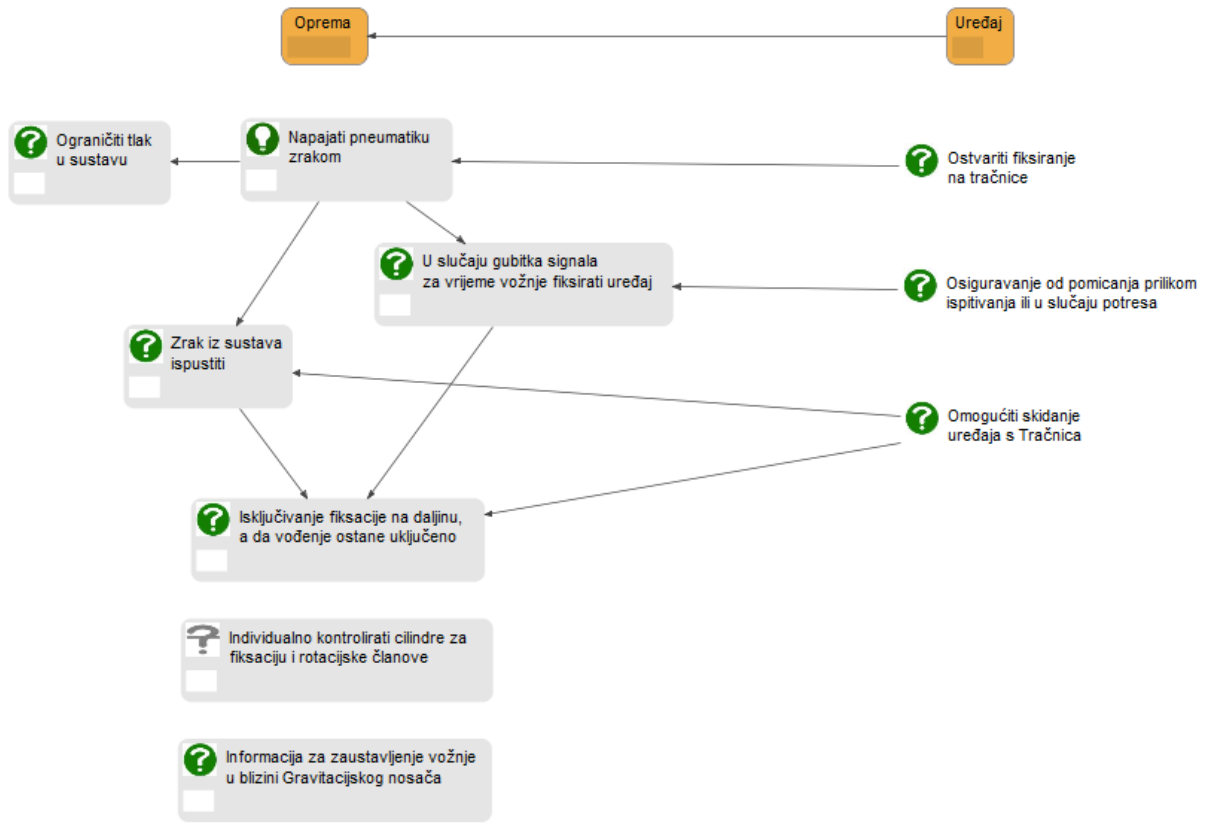 Oprema
Uređaj
Ograničiti tlak
u sustavu
Napajati pneumatiku
zrakom
Ostvariti fiksiranje
na tračnice
U slučaju gubitka signala
za vrijeme vožnje fiksirati uređaj
Osiguravanje od pomicanja prilikom
ispitivanja ili u slučaju potresa
Zrak iz sustava
ispustiti
Omogućiti skidanje
uređaja s Tračnica
Isključivanje fiksacije na daljinu,
a da vođenje ostane uključeno
Individualno kontrolirati cilindre za
fiksaciju i rotacijske članove
Informacija za zaustavljenje vožnje
u blizini Gravitacijskog nosača